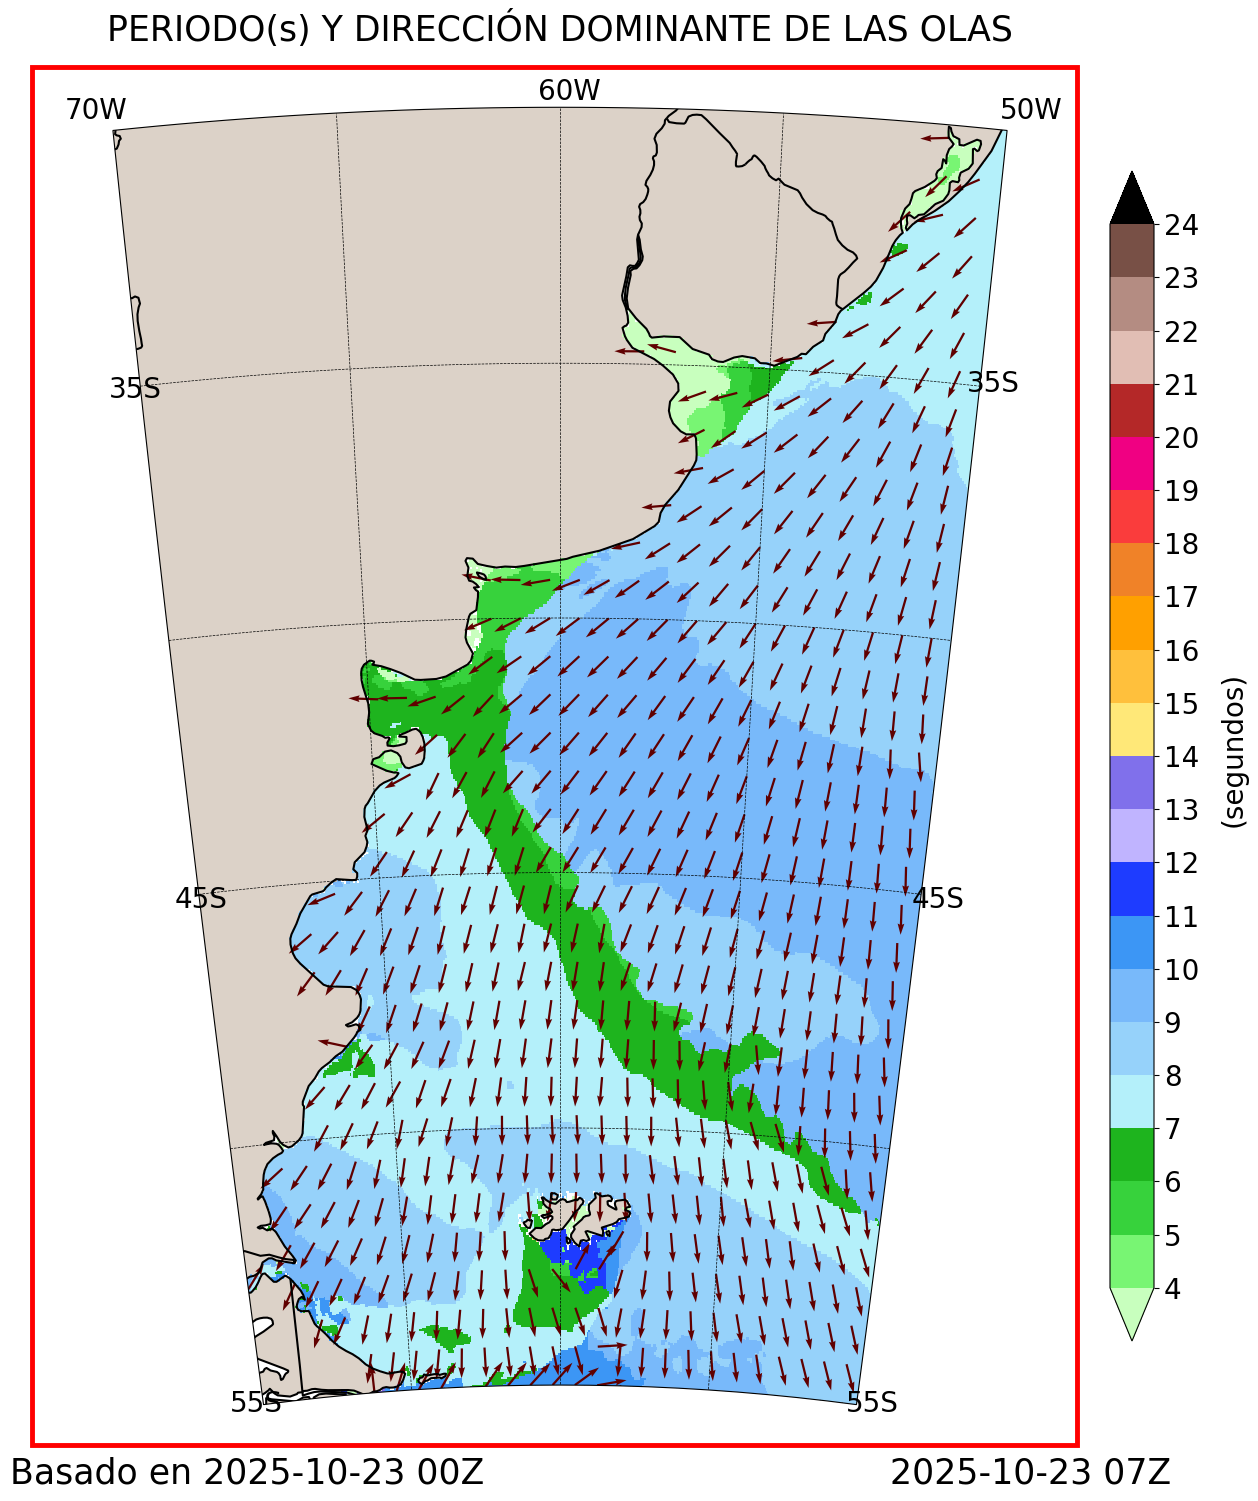 PERIODO(s) Y DIRECCIÓN DOMINANTE DE LAS OLAS
70W
60W
50W
35S
35S
45S
45S
55S
55S
24
23
22
21
20
19
18
17
16
15
14
13
12
11
10
9
8
7
6
5
4
(segundos)
Basado en 2025-10-23 00Z
2025-10-23 07Z